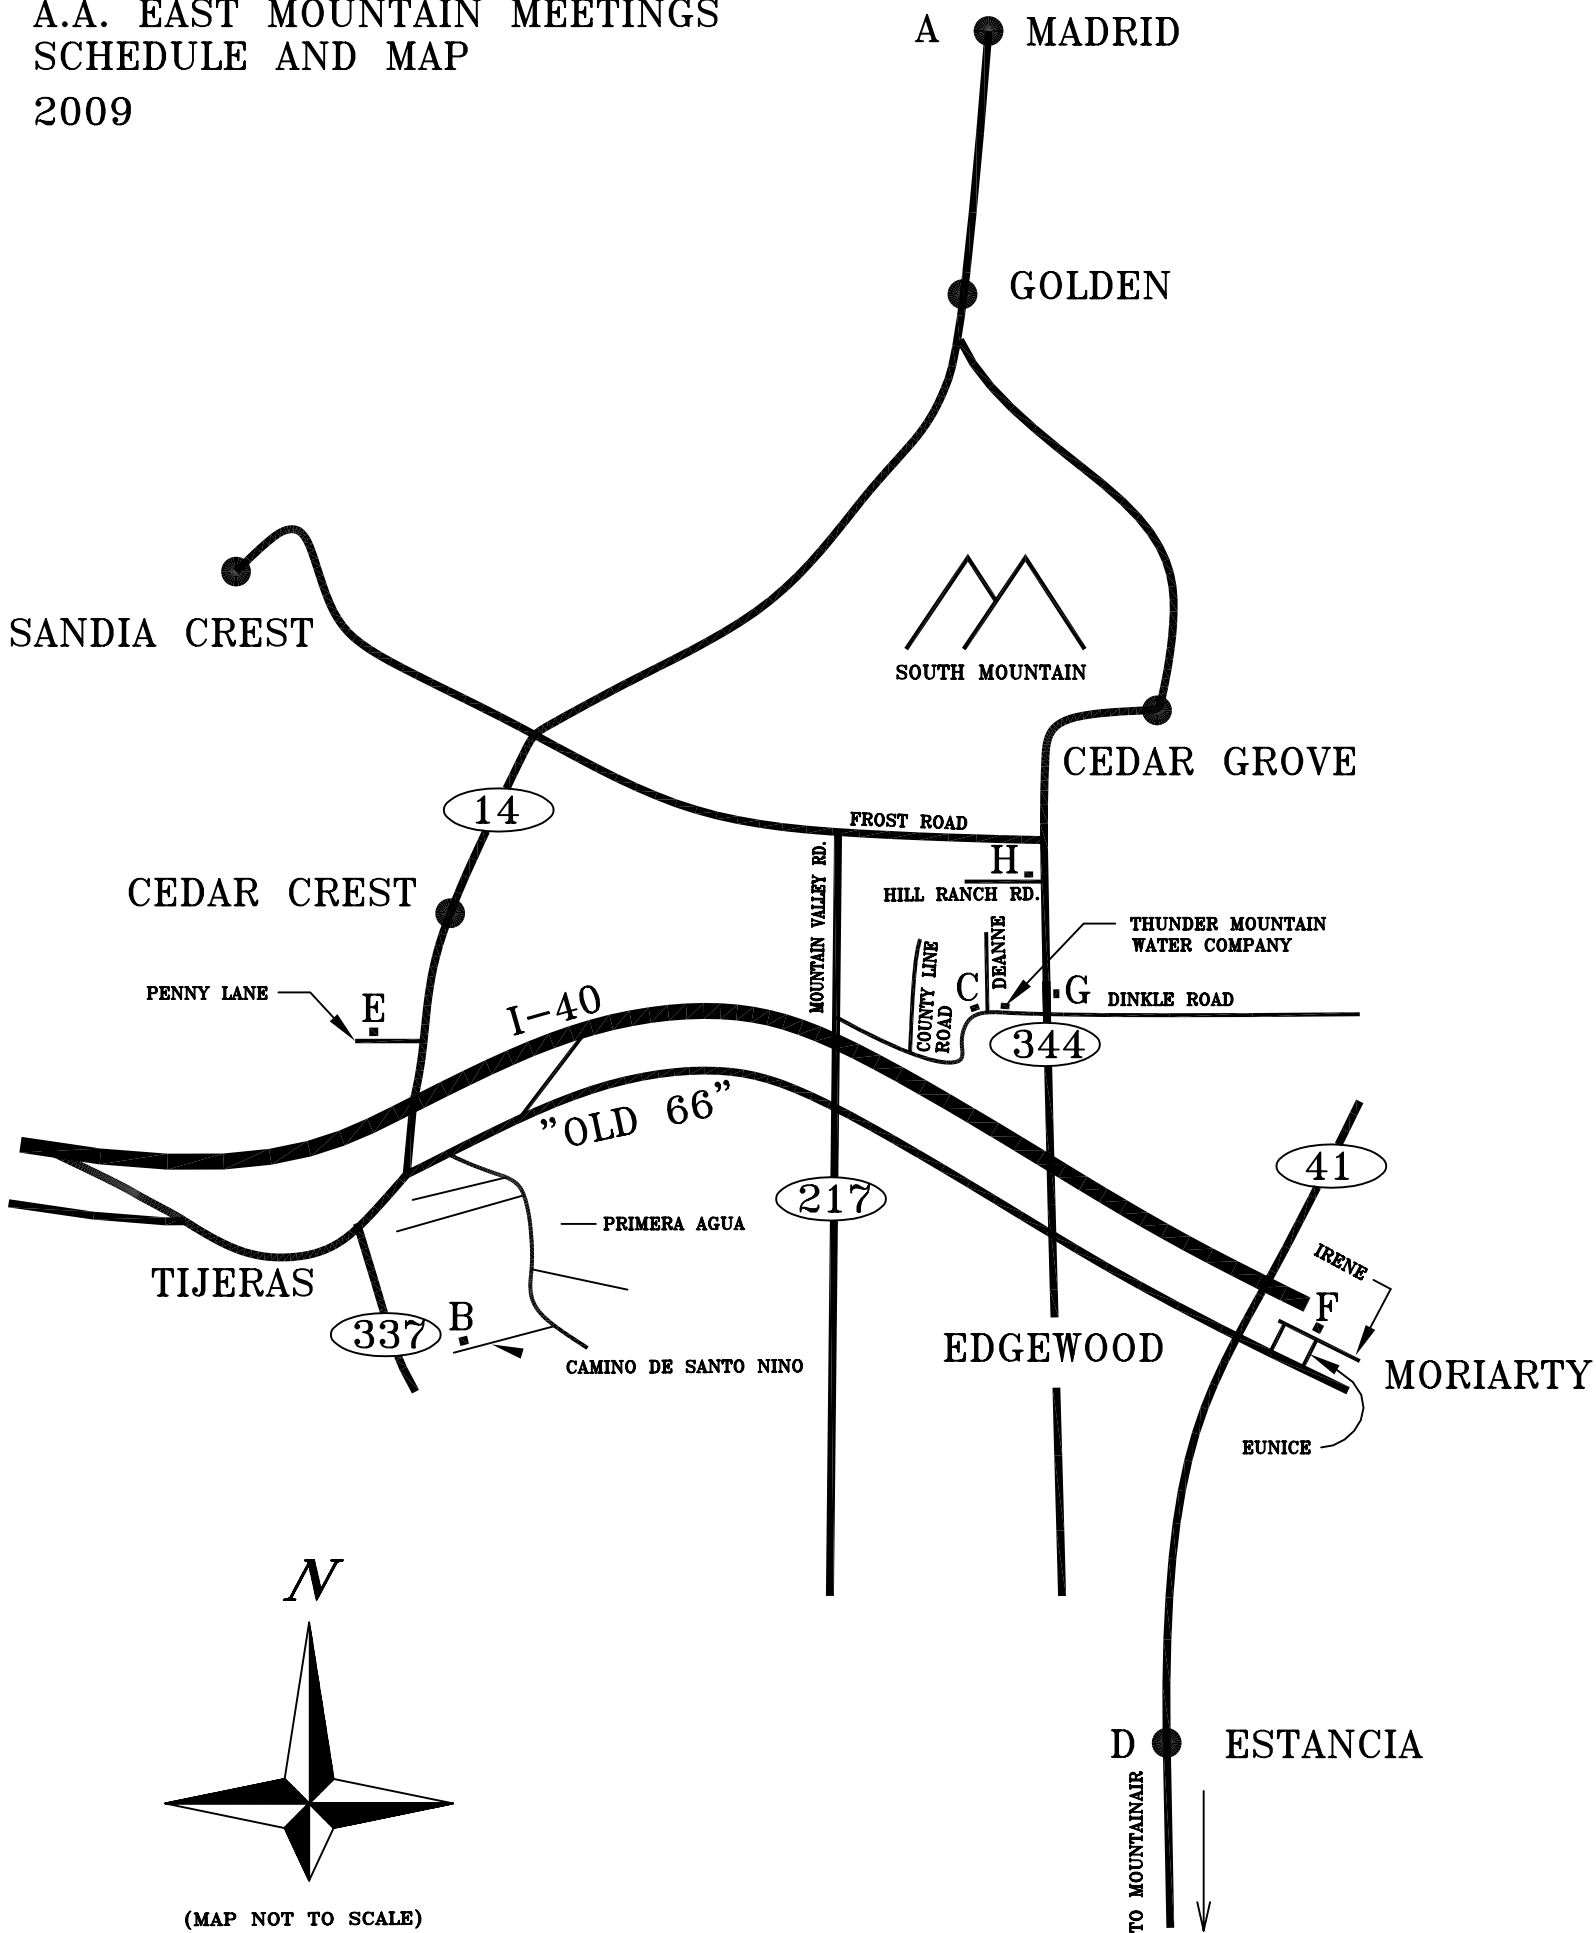 A.A. EAST MOUNTAIN MEETINGS
SCHEDULE AND MAP
2009
A
MADRID
GOLDEN
SANDIA CREST
SOUTH MOUNTAIN
CEDAR GROVE
14
FROST ROAD
MOUNTAIN VALLEY RD.
H
HILL RANCH RD.
CEDAR CREST
THUNDER MOUNTAIN
WATER COMPANY
DEANNE
COUNTY LINE
ROAD
C
G
DINKLE ROAD
PENNY LANE
E
I-40
344
"OLD 66"
41
217
PRIMERA AGUA
IRENE
TIJERAS
337
B
F
EDGEWOOD
CAMINO DE SANTO NINO
MORIARTY
EUNICE
N
D
ESTANCIA
TO MOUNTAINAIR
(MAP NOT TO SCALE)